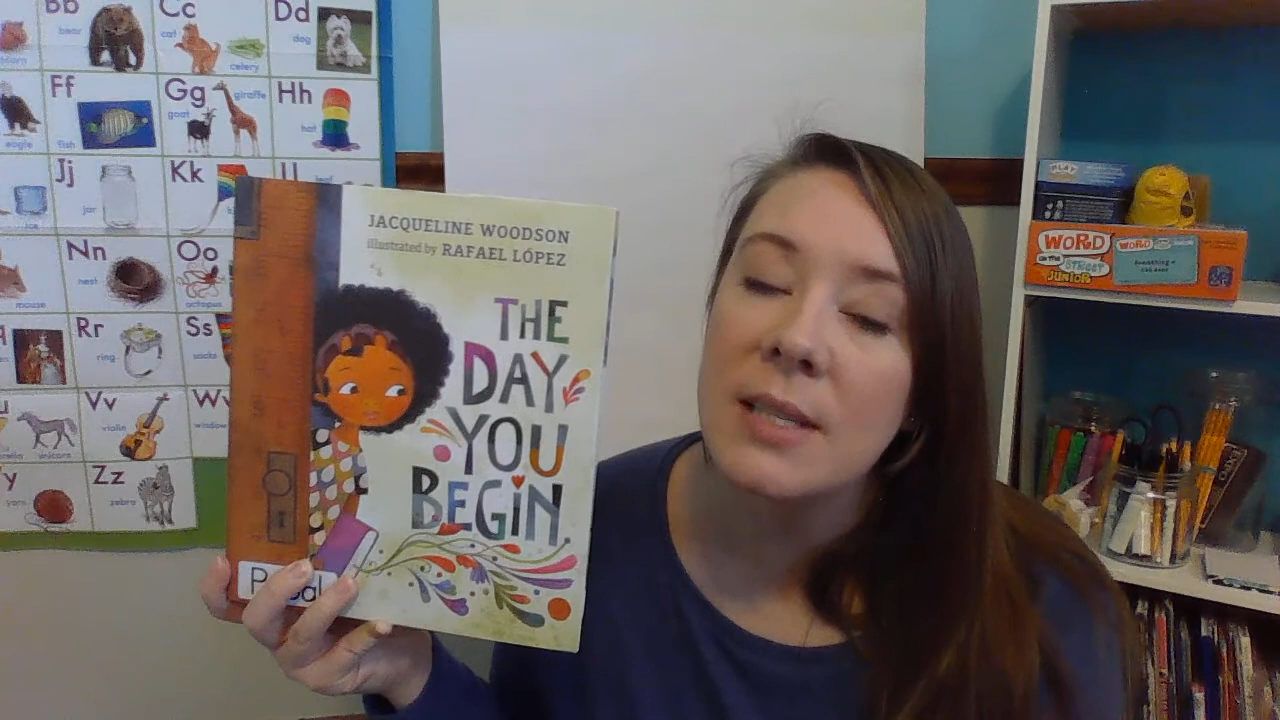 Bb
bear
Cc
cat
celery
Dd
dog
eagle
Ff
fish
Gg
goat
giraffe
Hh
hat
Jj
jar
Kk
mouse
Nn
nest
Oo
octopus
Rr
ring
Ss
socks
unicorn
Vv
violin
Ww
window
yarn
Zz
zebra
JACQUELINE WOODSON
illustrated by RAFAEL LÓPEZ
THE
DAY
YOU
BEGIN
WORD
ON THE
STREET
JUNIOR
WORD